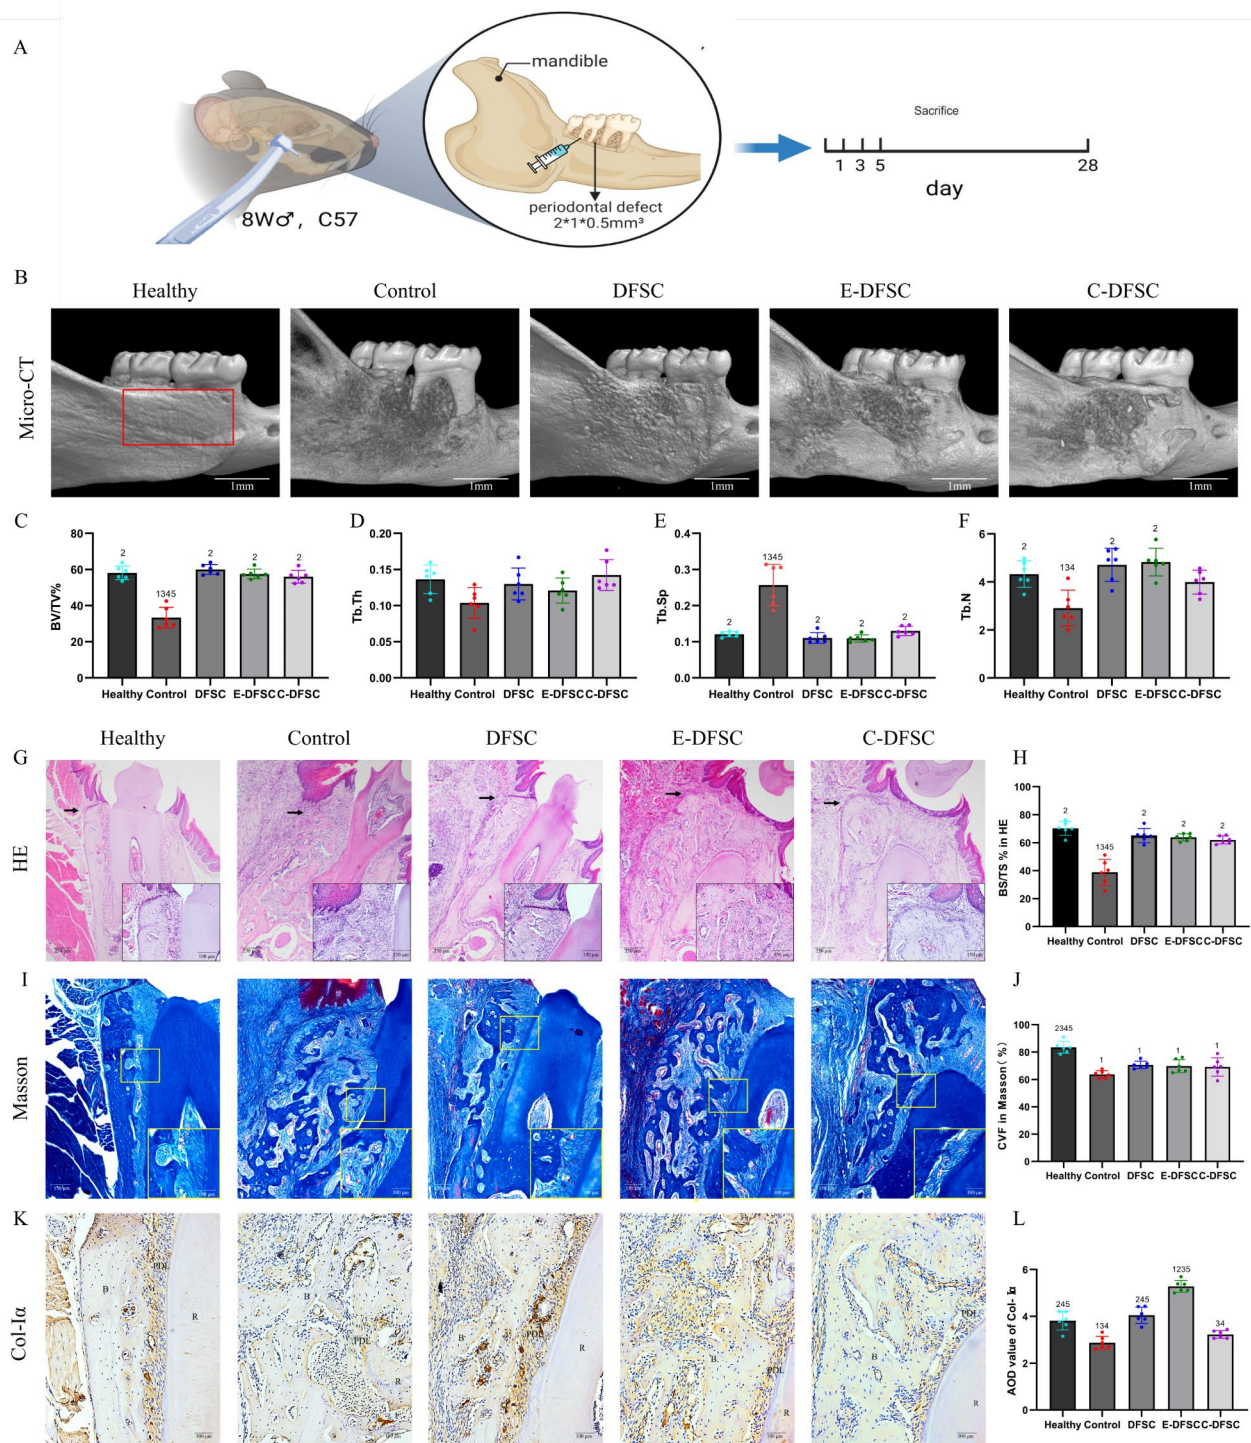 A
mandible
periodontal defect
2*1*0.5mm³
8W♂, C57
Sacrifice
1 3 5 28
day
B
Healthy Control DFSC E-DFSC C-DFSC
Micro-CT
1mm 1mm 1mm 1mm 1mm
C
BV/TV%
80
60
40
20
0
2 1345 2 2 2
Healthy Control DFSC E-DFSC C-DFSC
D
Tb.Th
0.20
0.15
0.10
0.05
0.00
Healthy Control DFSC E-DFSC C-DFSC
E
Tb.Sp
0.4
0.3
0.2
0.1
0.0
2 1345 2 2 2
Healthy Control DFSC E-DFSC C-DFSC
F
Tb.N
6
4
2
0
2 134 2 2
Healthy Control DFSC E-DFSC C-DFSC
Healthy Control DFSC E-DFSC C-DFSC
G
HE
H
BS/TS % in HE
100
80
60
40
20
0
2 1345 2 2 2
Healthy Control DFSC E-DFSC C-DFSC
I
Masson
J
CVF in Masson( %)
100
80
60
40
20
0
2345 1 1 1 1
Healthy Control DFSC E-DFSC C-DFSC
K
Col-Iα
B PDL R
B PDL R
B PDL R
B PDL R
B PDL R
L
AOD value of Col- Iα
6
4
2
0
245 134 245 1235 34
Healthy Control DFSC E-DFSC C-DFSC